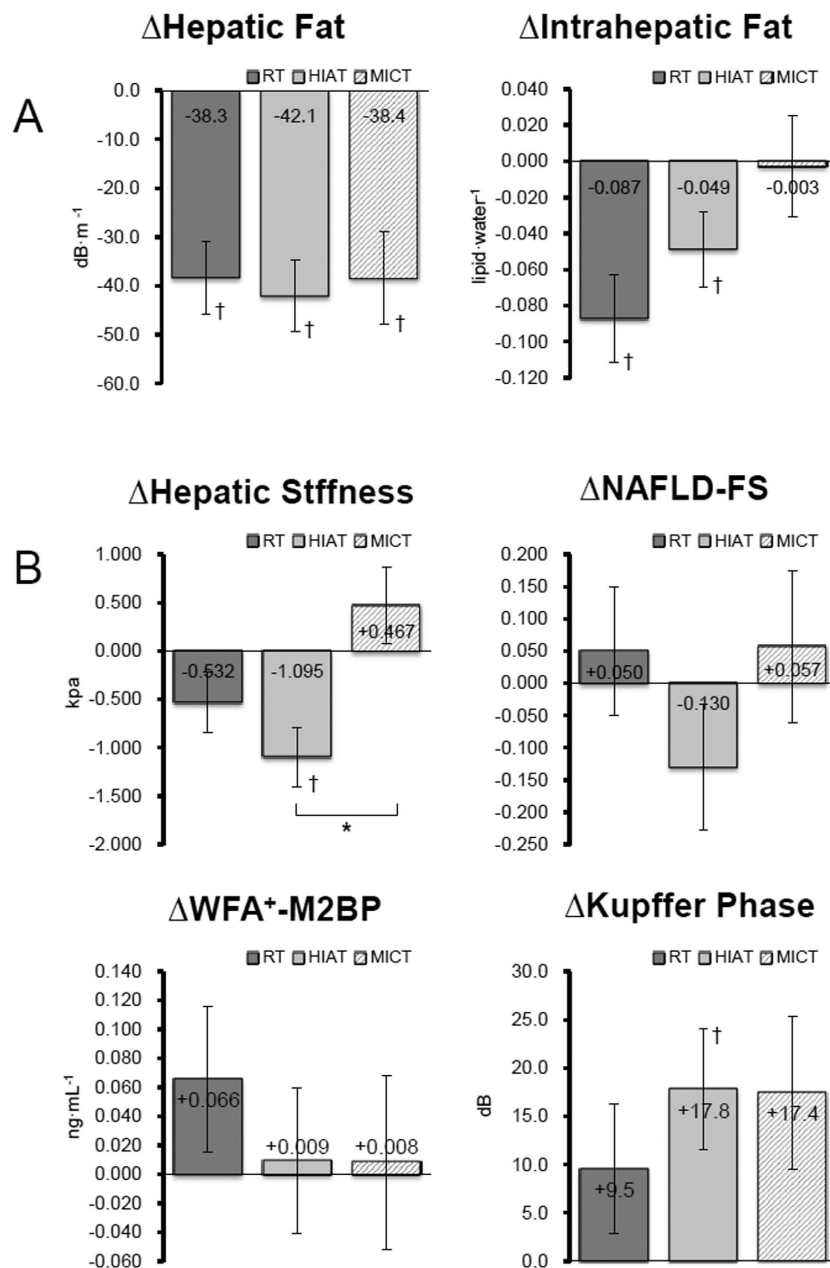 ΔHepatic Fat
RT HIAT MICT
A
0.0
-10.0
-20.0
-30.0
-40.0
-50.0
-60.0
dB·m⁻¹
-38.3 -42.1 -38.4
† † †
ΔIntrahepatic Fat
RT HIAT MICT
0.040
0.020
0.000
-0.020
-0.040
-0.060
-0.080
-0.100
-0.120
lipid·water⁻¹
-0.087 -0.049 -0.003
† †
ΔHepatic Stffness
RT HIAT MICT
B
1.000
0.500
0.000
-0.500
-1.000
-1.500
-2.000
kpa
-0.532 -1.095 +0.467
†
*
ΔNAFLD-FS
RT HIAT MICT
0.200
0.150
0.100
0.050
0.000
-0.050
-0.100
-0.150
-0.200
-0.250
+0.050 -0.130 +0.057
ΔWFA⁺-M2BP
RT HIAT MICT
0.140
0.120
0.100
0.080
0.060
0.040
0.020
0.000
-0.020
-0.040
-0.060
ng·mL⁻¹
+0.066 +0.009 +0.008
ΔKupffer Phase
RT HIAT MICT
30.0
25.0
20.0
15.0
10.0
5.0
0.0
dB
†
+9.5 +17.8 +17.4